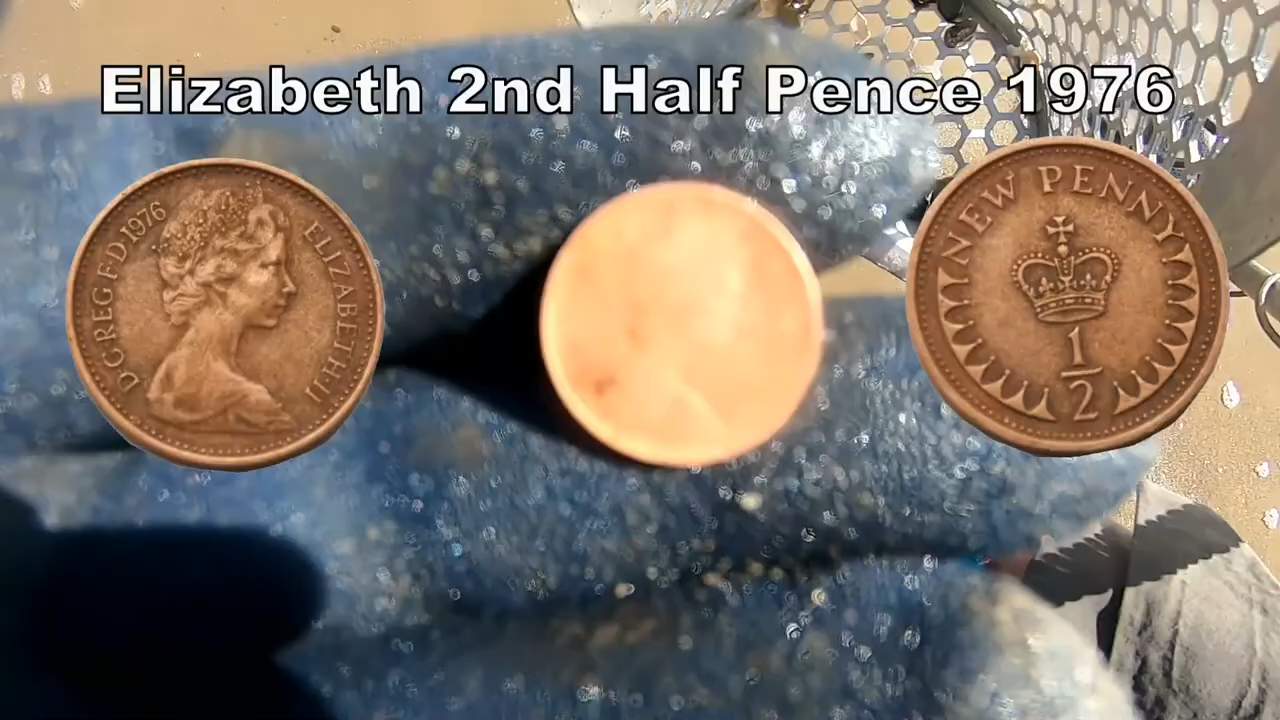 Elizabeth 2nd Half Pence 1976
D·G·REG·F·D·1976
ELIZABETH·II
NEW PENNY
1
2